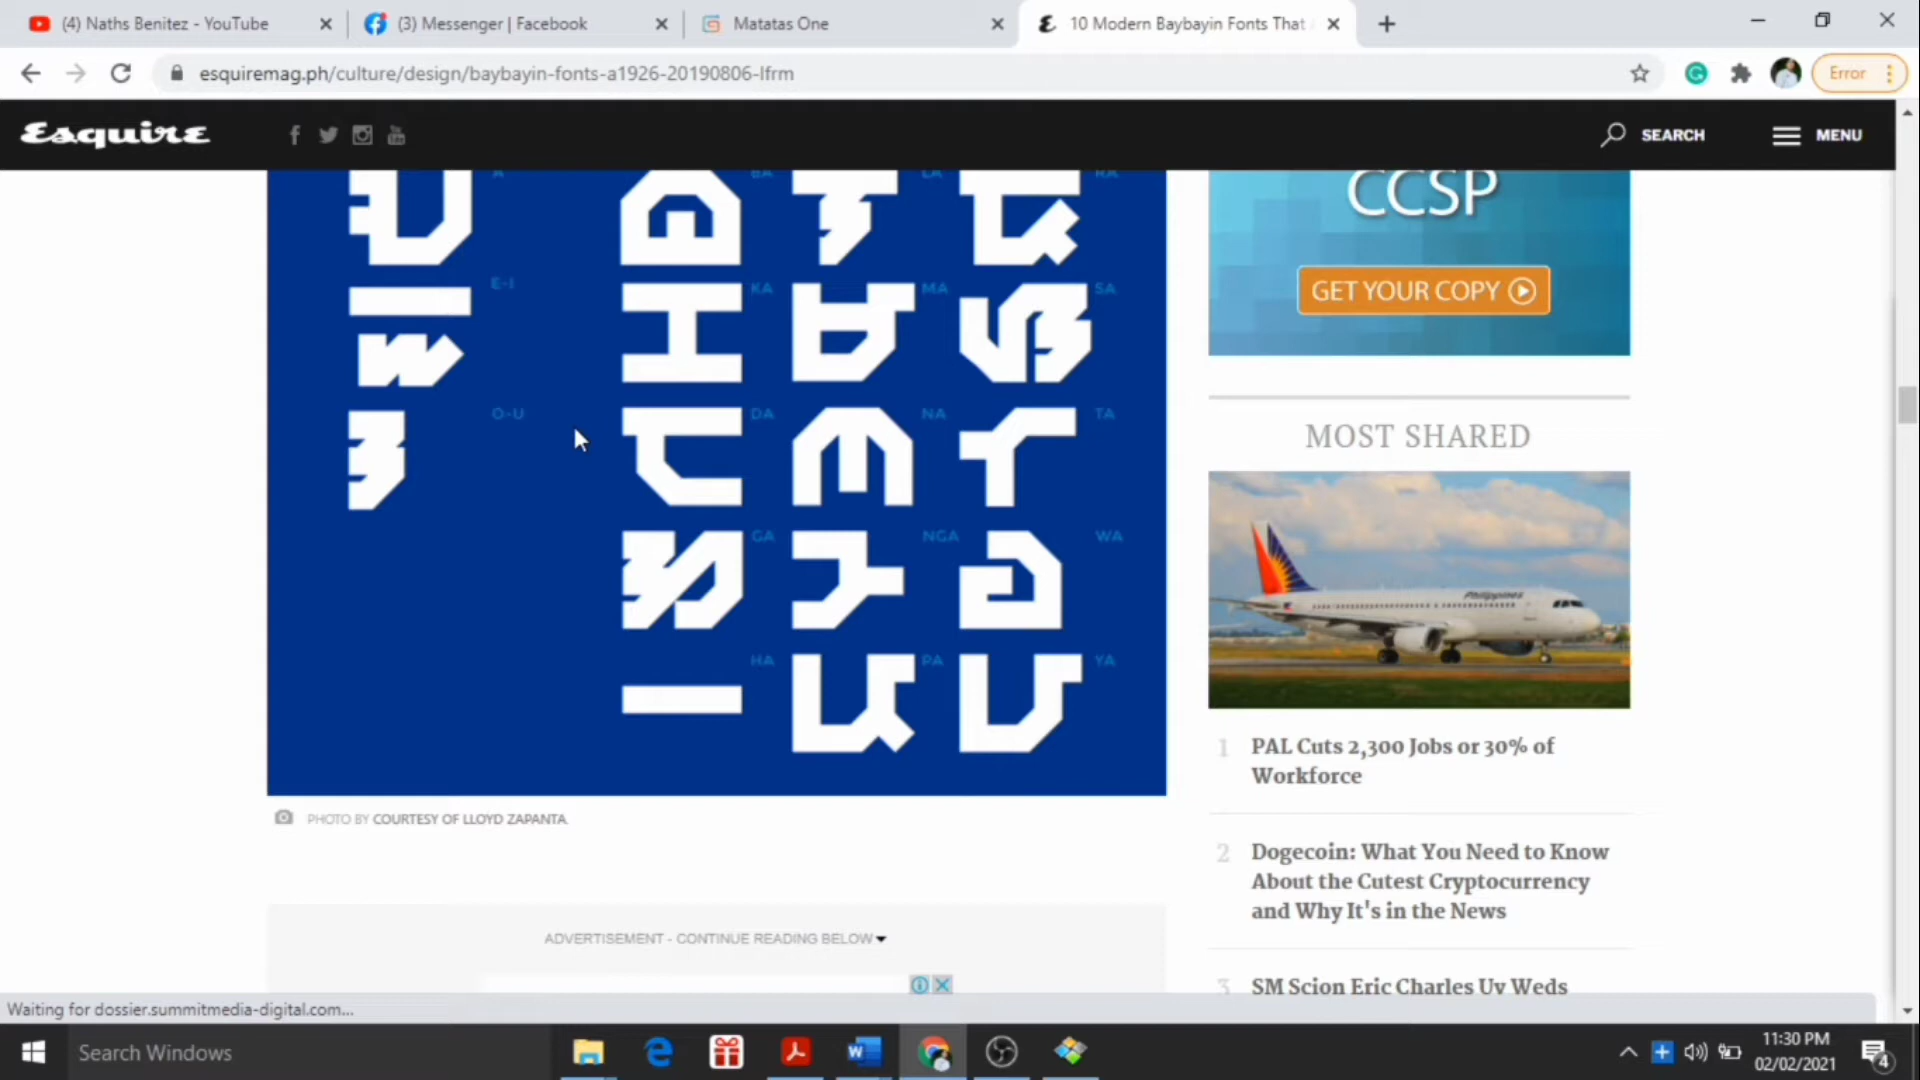 (4) Naths Benitez - YouTube
(3) Messenger | Facebook
Matatas One
10 Modern Baybayin Fonts That
esquiremag.ph/culture/design/baybayin-fonts-a1926-20190806-lfrm
Error
Esquire
SEARCH
MENU
A
BA
LA
RA
E-I
KA
MA
SA
O-U
DA
NA
TA
GA
NGA
WA
HA
PA
YA
PHOTO BY COURTESY OF LLOYD ZAPANTA.
ADVERTISEMENT - CONTINUE READING BELOW
CCSP
GET YOUR COPY
MOST SHARED
Philippines
1 PAL Cuts 2,300 Jobs or 30% of
Workforce
2 Dogecoin: What You Need to Know
About the Cutest Cryptocurrency
and Why It's in the News
3 SM Scion Eric Charles Uy Weds
Waiting for dossier.summitmedia-digital.com...
Search Windows
11:30 PM
02/02/2021
4